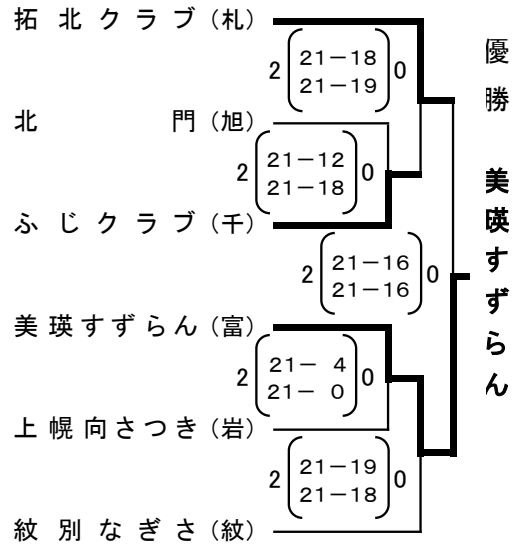 拓北クラブ（札）
2 21－18 0
21－19
北門（旭）
2 21－12 0
21－18
ふじクラブ（千）
2 21－16 0
21－16
美瑛すずらん（富）
2 21－ 4 0
21－ 0
上幌向さつき（岩）
2 21－19 0
21－18
紋別なぎさ（紋）
優勝 美瑛すずらん